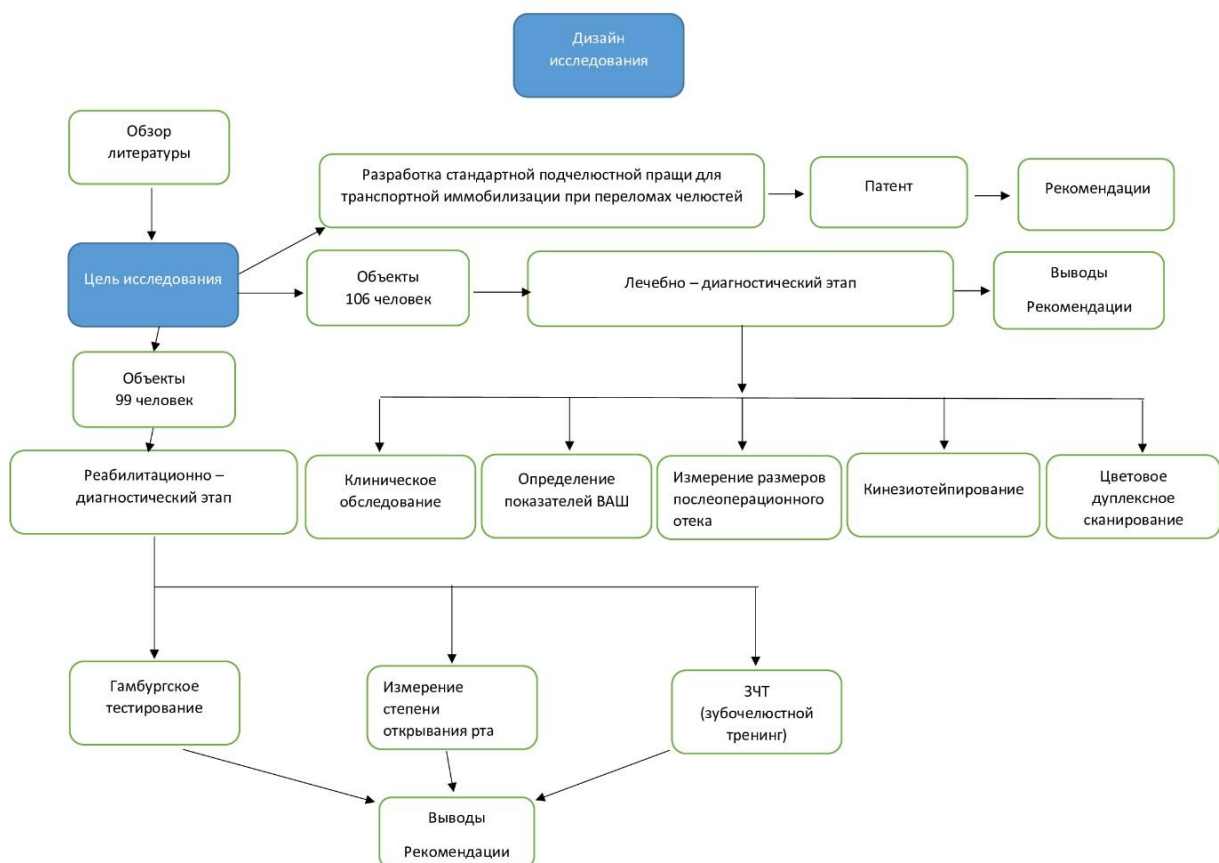 Дизайн
исследования
Обзор
литературы
Разработка стандартной подчелюстной пращи для
транспортной иммобилизации при переломах челюстей
Патент
Рекомендации
Цель исследования
Объекты
106 человек
Лечебно – диагностический этап
Выводы
Рекомендации
Объекты
99 человек
Реабилитационно –
диагностический этап
Клиническое
обследование
Определение
показателей ВАШ
Измерение размеров
послеоперационного
отека
Кинезиотейпирование
Цветовое
дуплексное
сканирование
Гамбургское
тестирование
Измерение
степени
открывания рта
ЗЧТ
(зубочелюстной
тренинг)
Выводы
Рекомендации